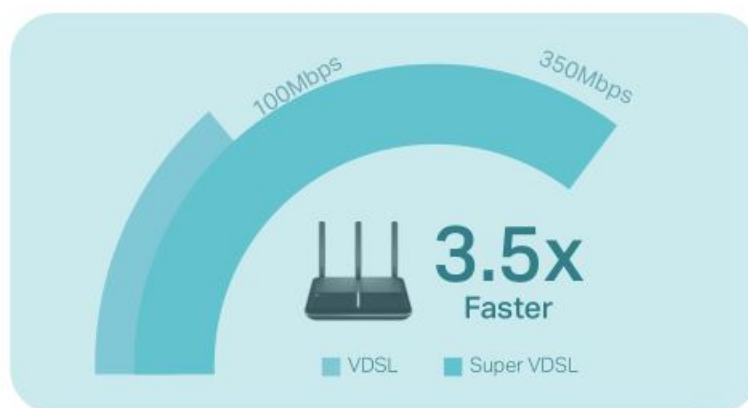 100Mbps
350Mbps
3.5x
Faster
VDSL
Super VDSL